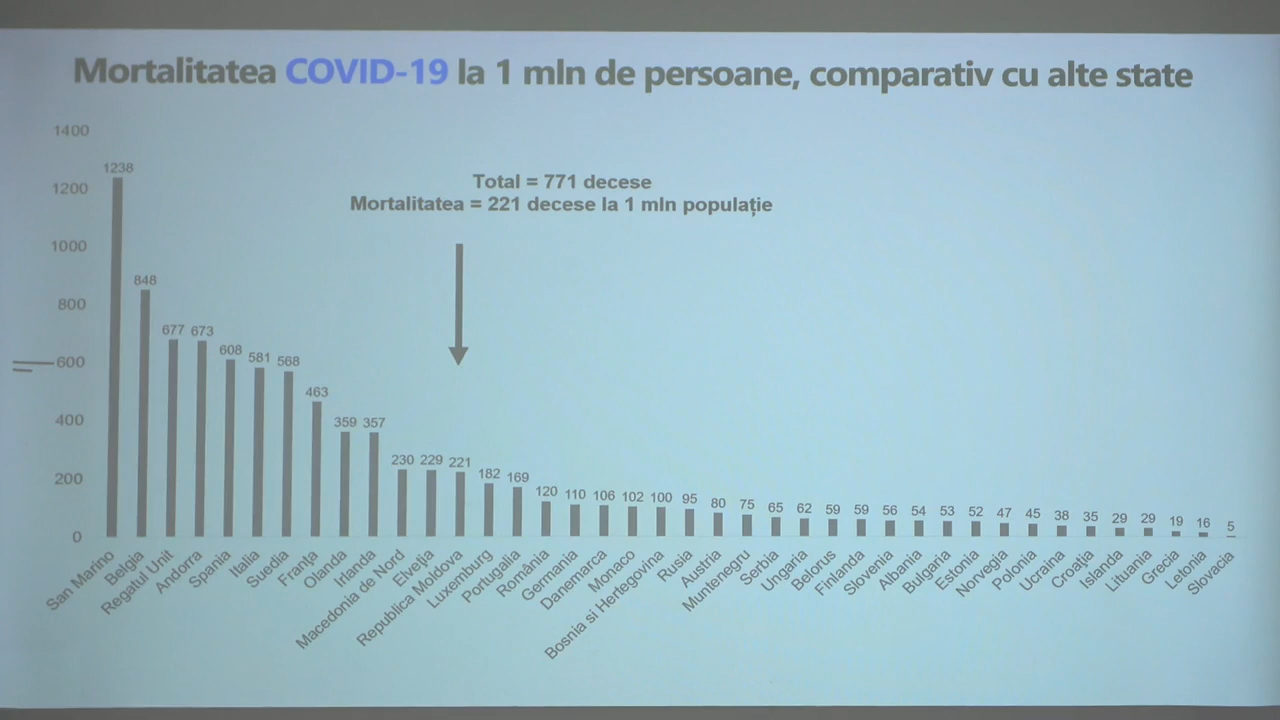 Mortalitatea COVID-19 la 1 mln de persoane, comparativ cu alte state
1400
1200
1000
800
600
400
200
0
Total = 771 decese
Mortalitatea = 221 decese la 1 mln populație
1238
848
677
673
608
581
568
463
359
357
230
229
221
182
169
120
110
106
102
100
95
80
75
65
62
59
59
56
54
53
52
47
45
38
35
29
29
19
16
5
San Marino
Belgia
Regatul Unit
Andorra
Spania
Italia
Suedia
Franța
Olanda
Irlanda
Macedonia de Nord
Elveția
Republica Moldova
Luxemburg
Portugalia
România
Germania
Danemarca
Monaco
Bosnia si Hertegovina
Rusia
Austria
Muntenegru
Serbia
Ungaria
Belorus
Finlanda
Slovenia
Albania
Bulgaria
Estonia
Norvegia
Polonia
Ucraina
Croația
Islanda
Lituania
Grecia
Letonia
Slovacia